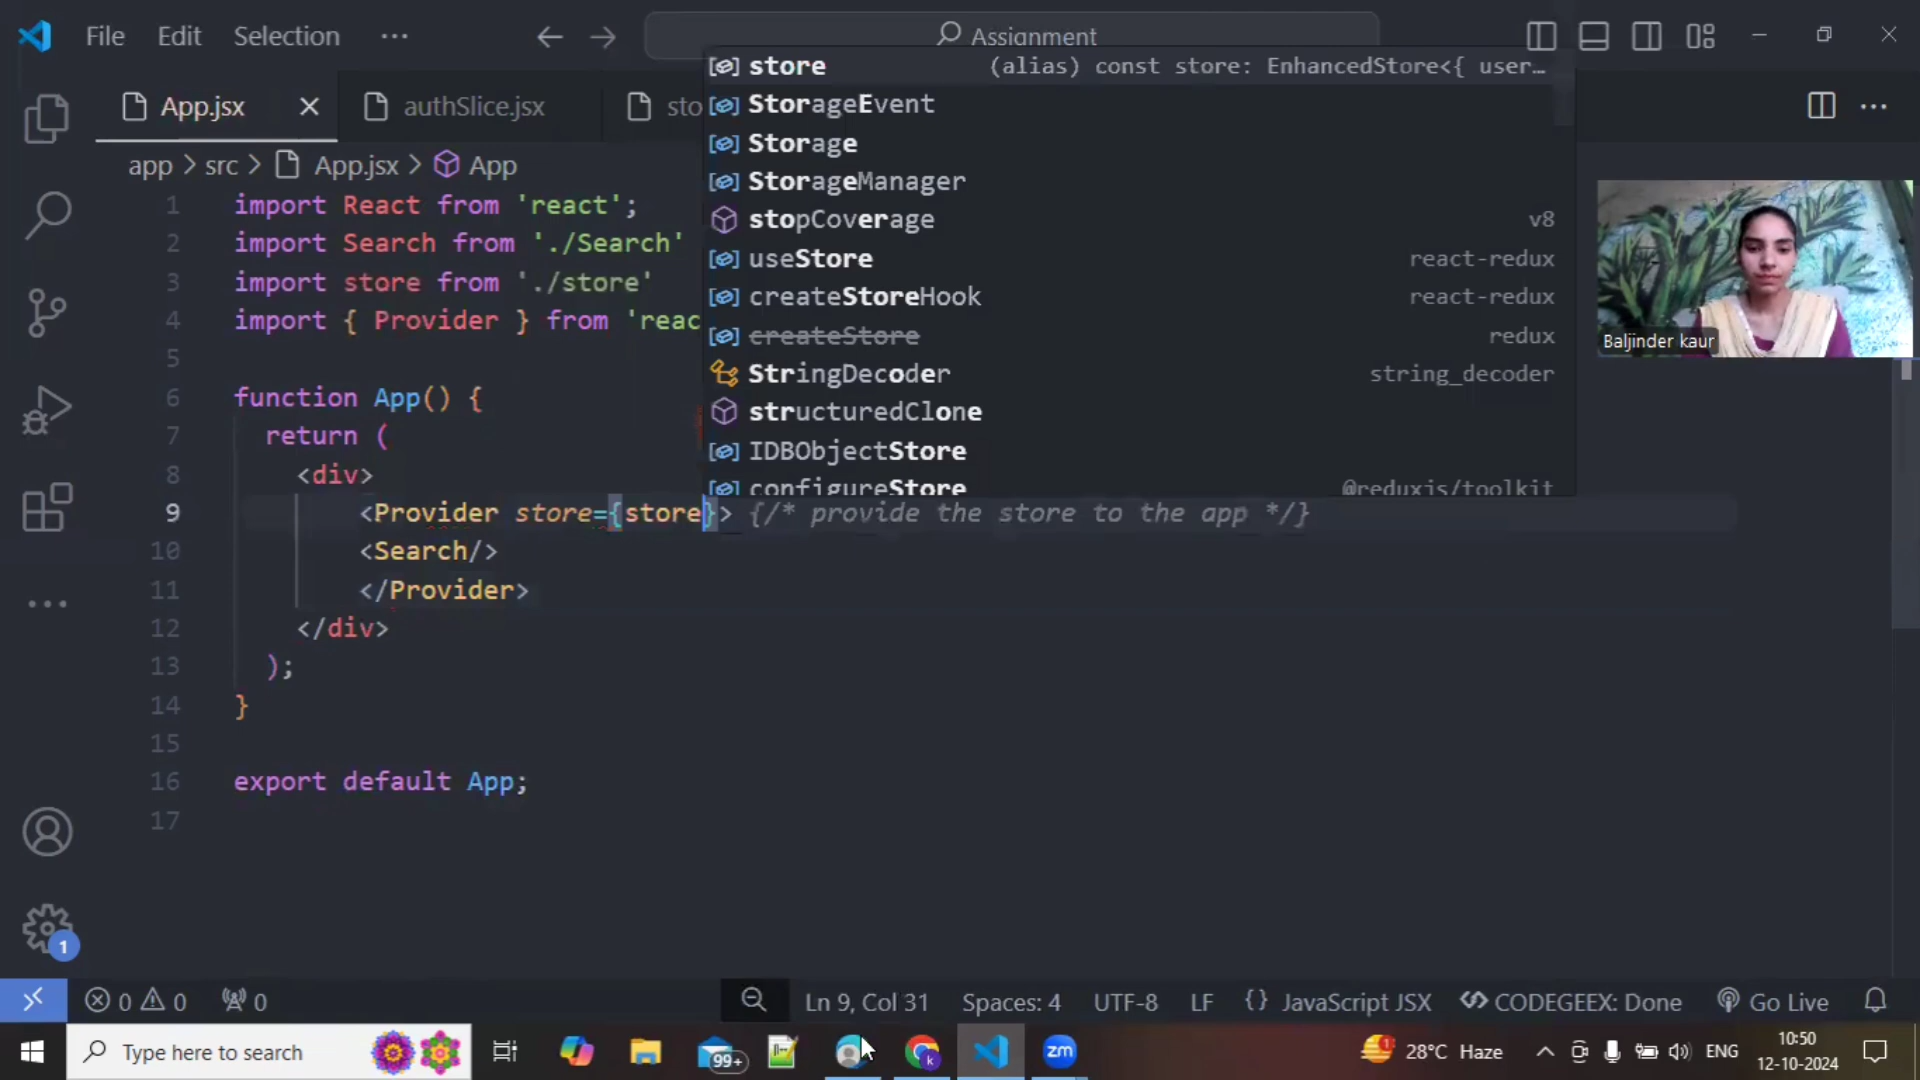 File Edit Selection ··· Assignment
App.jsx authSlice.jsx sto
app > src > App.jsx > App
store (alias) const store: EnhancedStore<{ user…
StorageEvent
Storage
StorageManager
stopCoverage v8
useStore react-redux
createStoreHook react-redux
createStore redux
StringDecoder string_decoder
structuredClone
IDBObjectStore
configureStore @reduxjs/toolkit
1 import React from 'react';
2 import Search from './Search'
3 import store from './store'
4 import { Provider } from 'reac
5
6 function App() {
7 return (
8 <div>
9 <Provider store={store}> {/* provide the store to the app */}
10 <Search/>
11 </Provider>
12 </div>
13 );
14 }
15
16 export default App;
17
Baljinder kaur
1
0 0 0 Ln 9, Col 31 Spaces: 4 UTF-8 LF {} JavaScript JSX CODEGEEX: Done Go Live
Type here to search 99+ k zm 1 28°C Haze ENG 10:50
12-10-2024